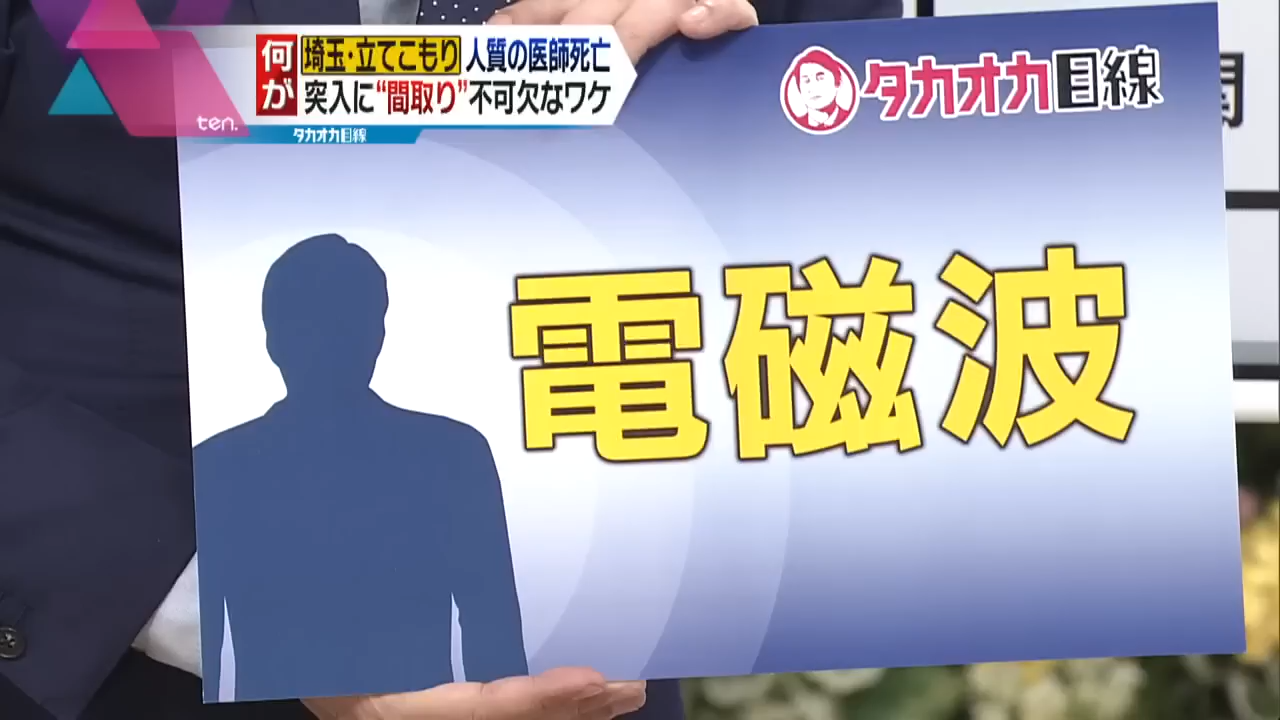 何が
埼玉・立てこもり 人質の医師死亡
突入に“間取り”不可欠なワケ
ten.
タカオカ目線
タカオカ目線
電磁波